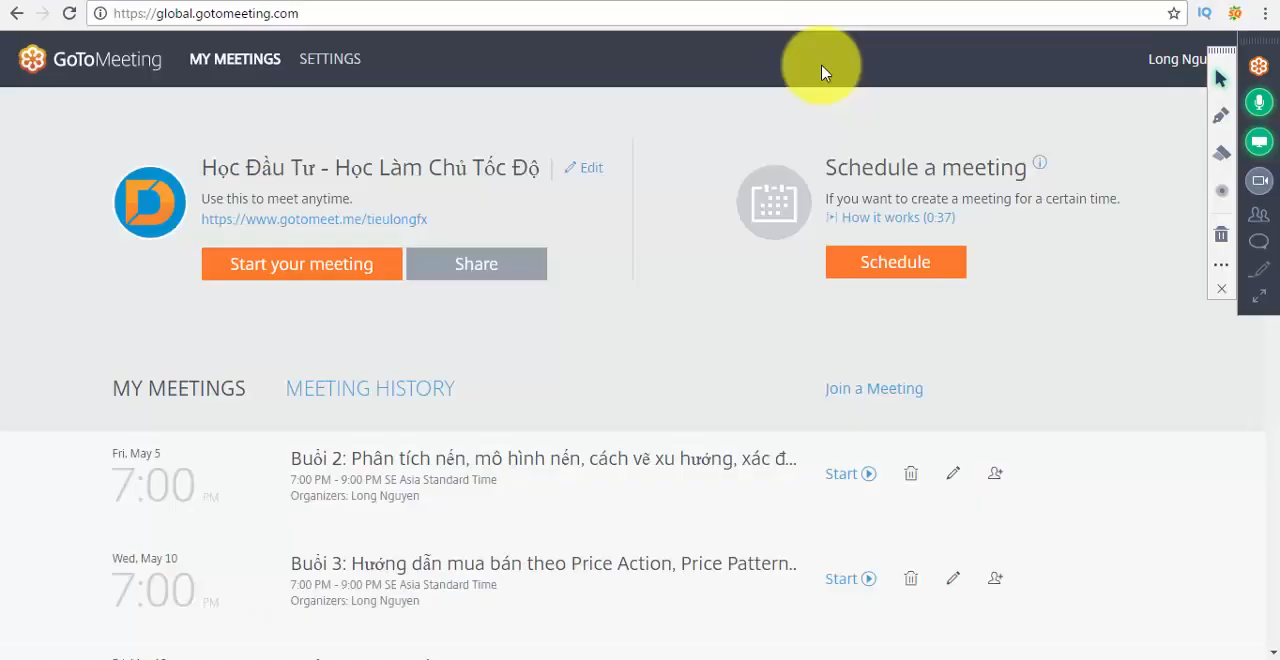 https://global.gotomeeting.com
GoToMeeting MY MEETINGS SETTINGS Long Ngu
Học Đầu Tư - Học Làm Chủ Tốc Độ Edit
Use this to meet anytime.
https://www.gotomeet.me/tieulongfx
Start your meeting Share
Schedule a meeting
If you want to create a meeting for a certain time.
How it works (0:37)
Schedule
MY MEETINGS MEETING HISTORY Join a Meeting
Fri, May 5
7:00 PM
Buổi 2: Phân tích nến, mô hình nến, cách vẽ xu hướng, xác đ...
7:00 PM - 9:00 PM SE Asia Standard Time
Organizers: Long Nguyen
Start
Wed, May 10
7:00 PM
Buổi 3: Hướng dẫn mua bán theo Price Action, Price Pattern..
7:00 PM - 9:00 PM SE Asia Standard Time
Organizers: Long Nguyen
Start